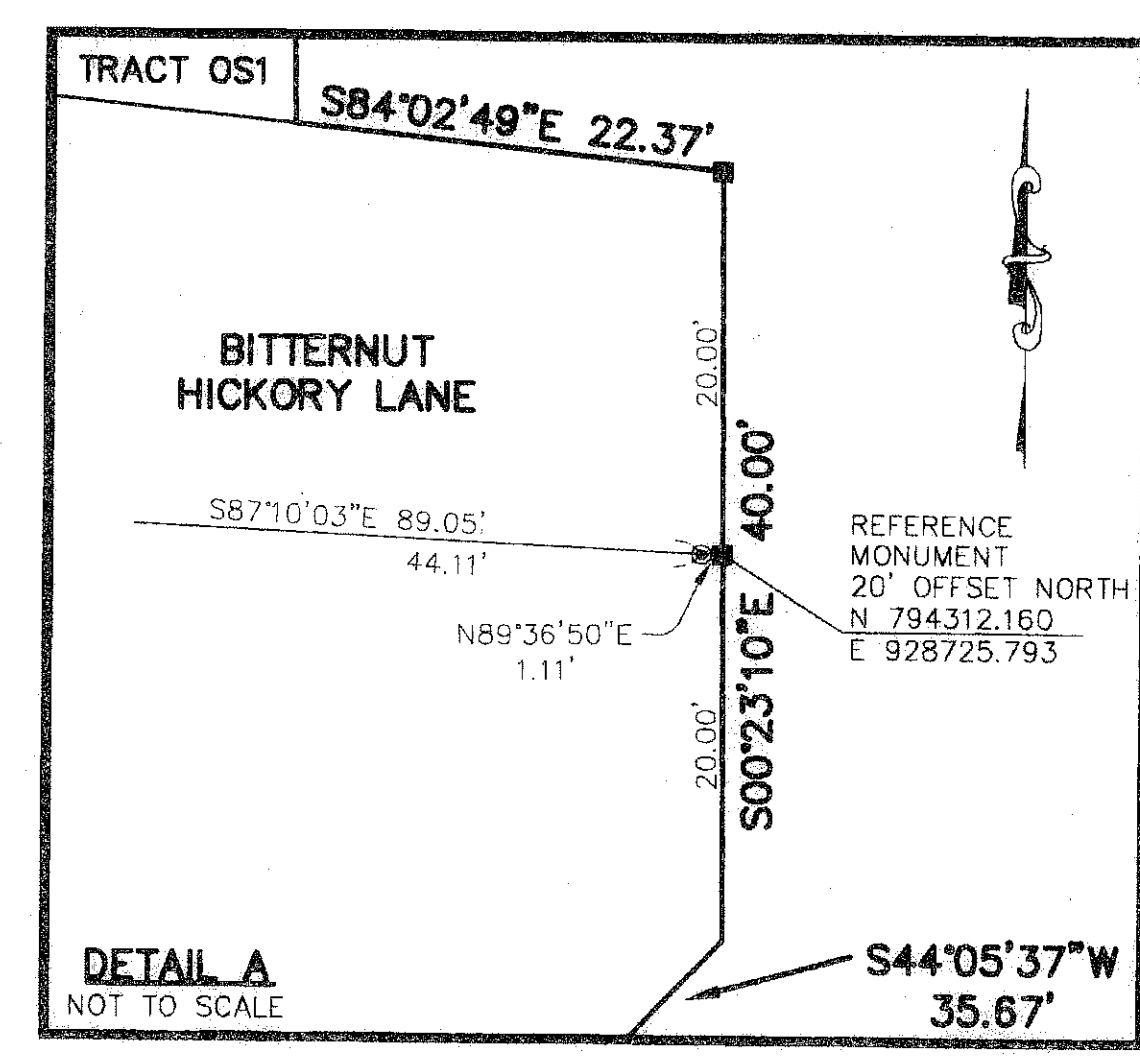 TRACT OS1
S84°02'49"E 22.37'
BITTERNUT
HICKORY LANE
20.00'
40.00'
S87°10'03"E 89.05'
44.11'
REFERENCE
MONUMENT
20' OFFSET NORTH
N 794312.160
E 928725.793
N89°36'50"E
1.11'
S00°23'10"E
20.00'
DETAIL A
NOT TO SCALE
S44°05'37"W
35.67'